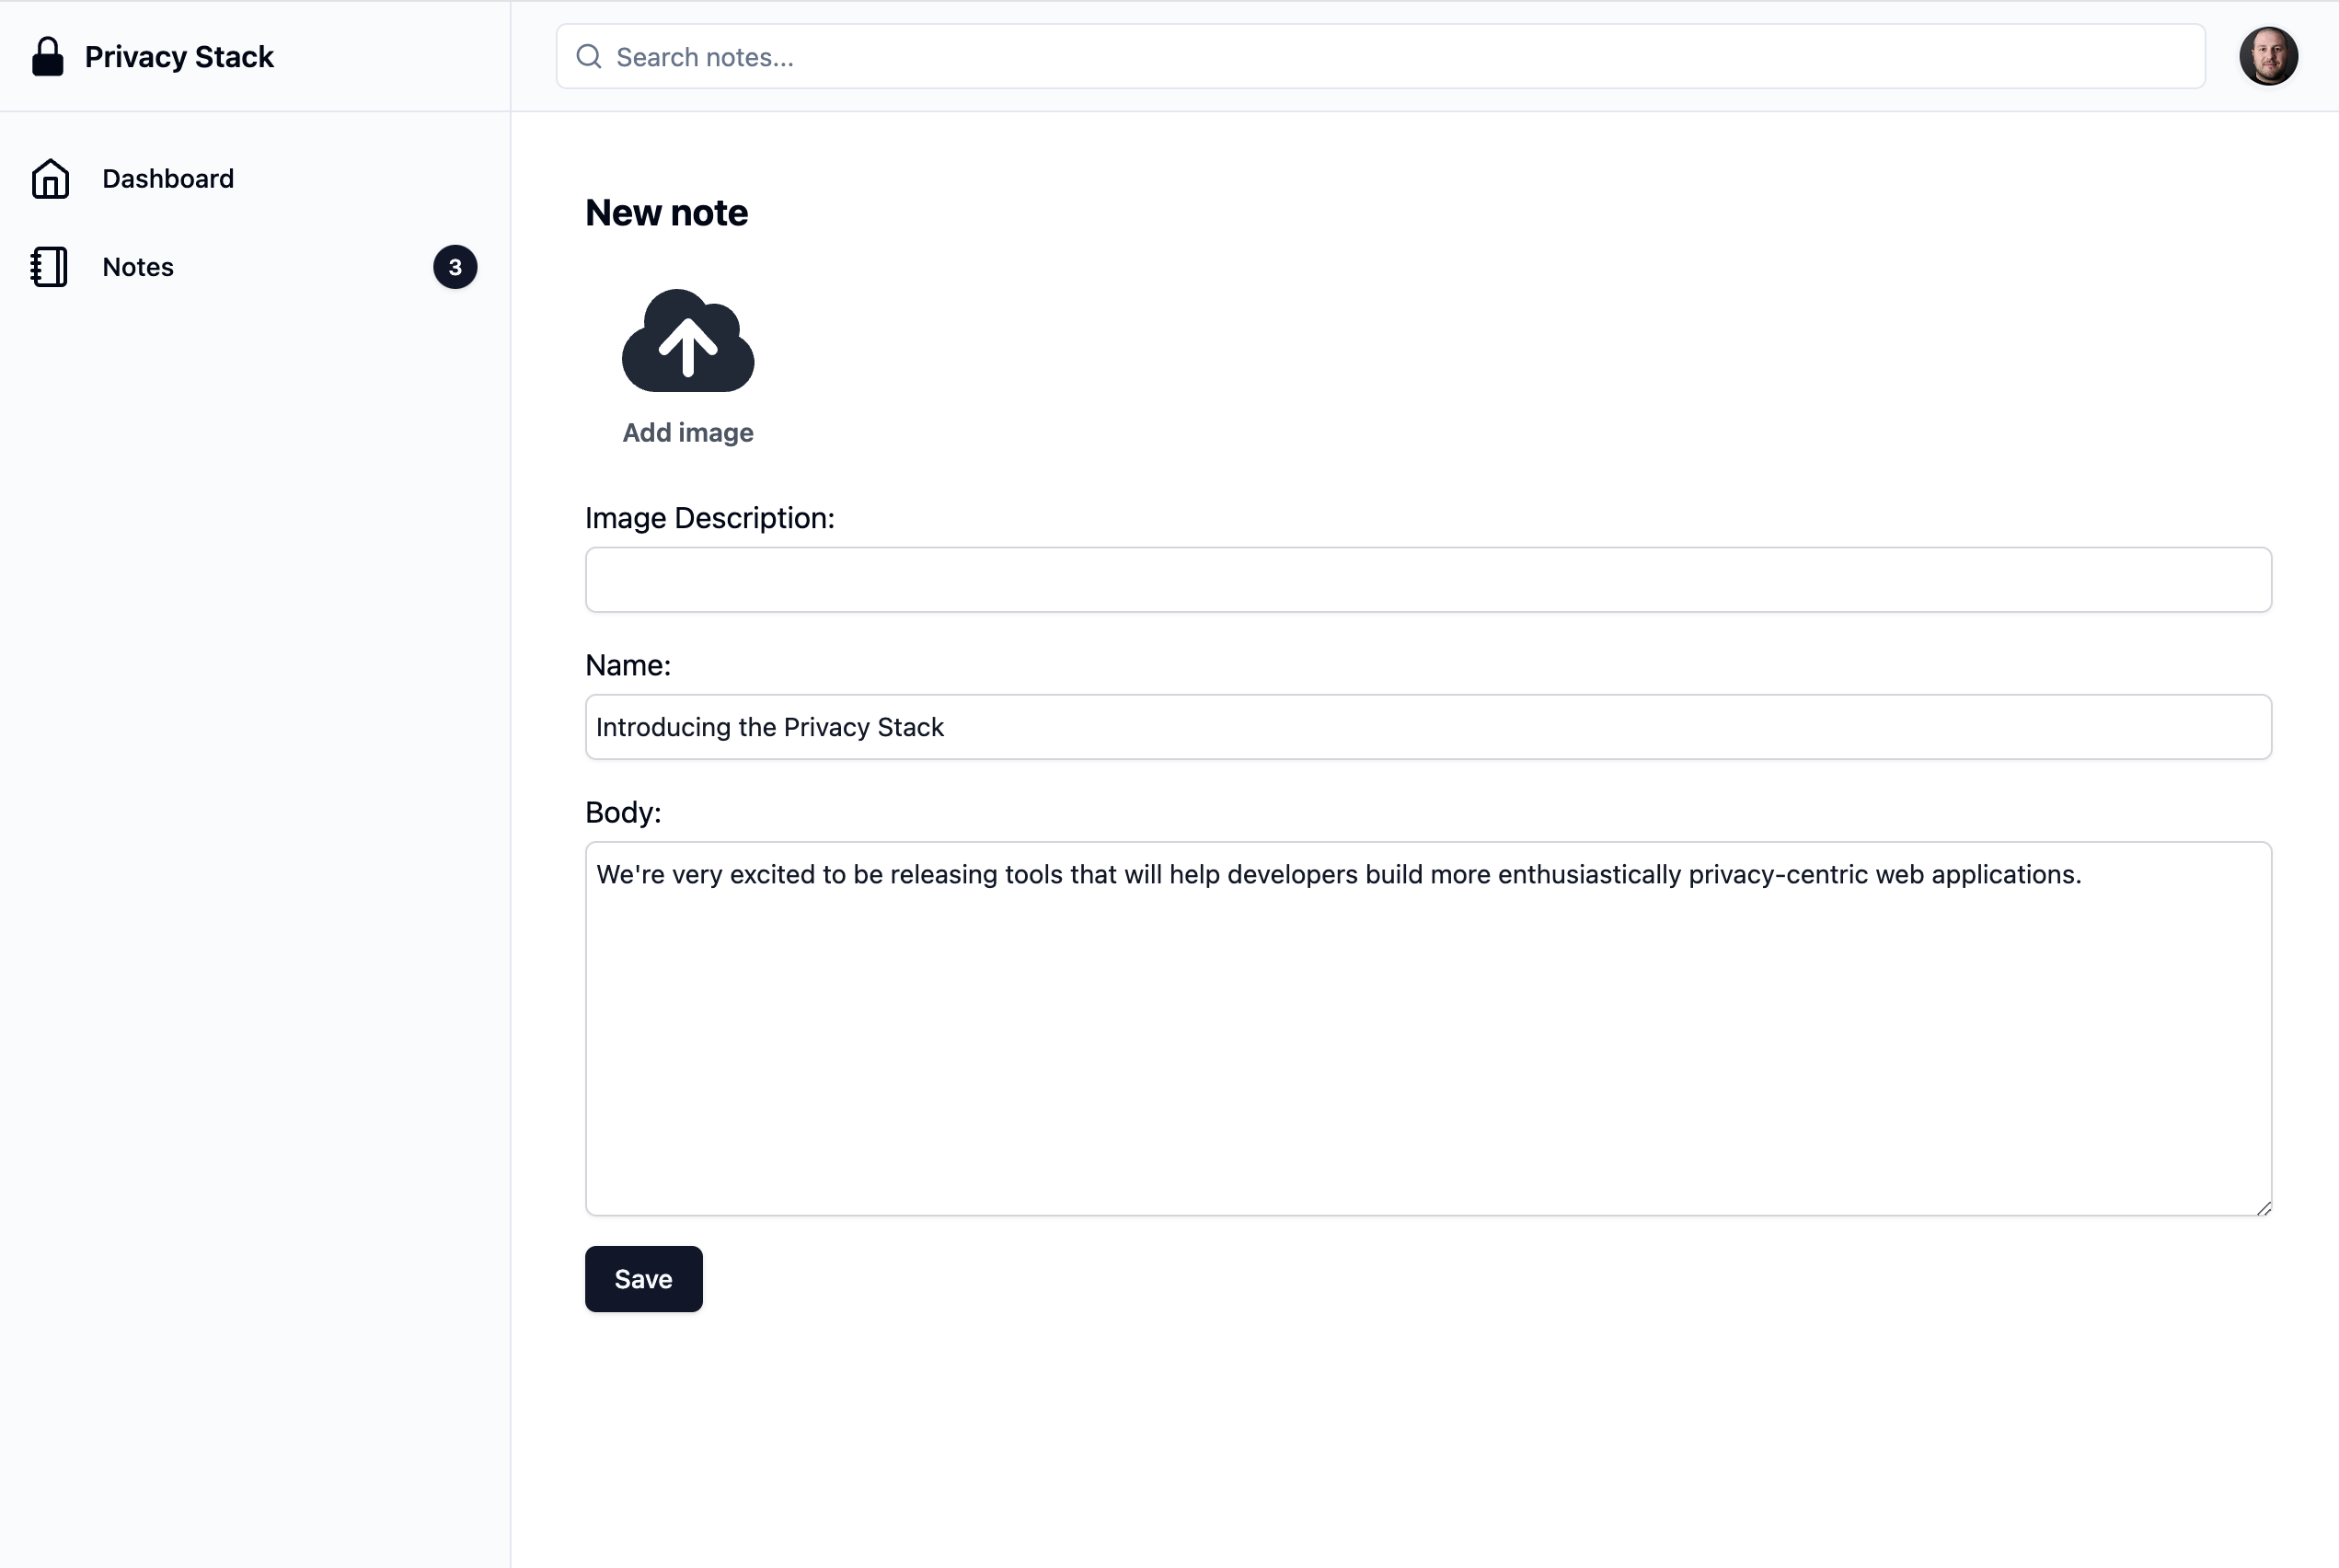 Privacy Stack
Search notes...
Dashboard
Notes
3
New note
Add image
Image Description:
Name:
Introducing the Privacy Stack
Body:
We're very excited to be releasing tools that will help developers build more enthusiastically privacy-centric web applications.
Save